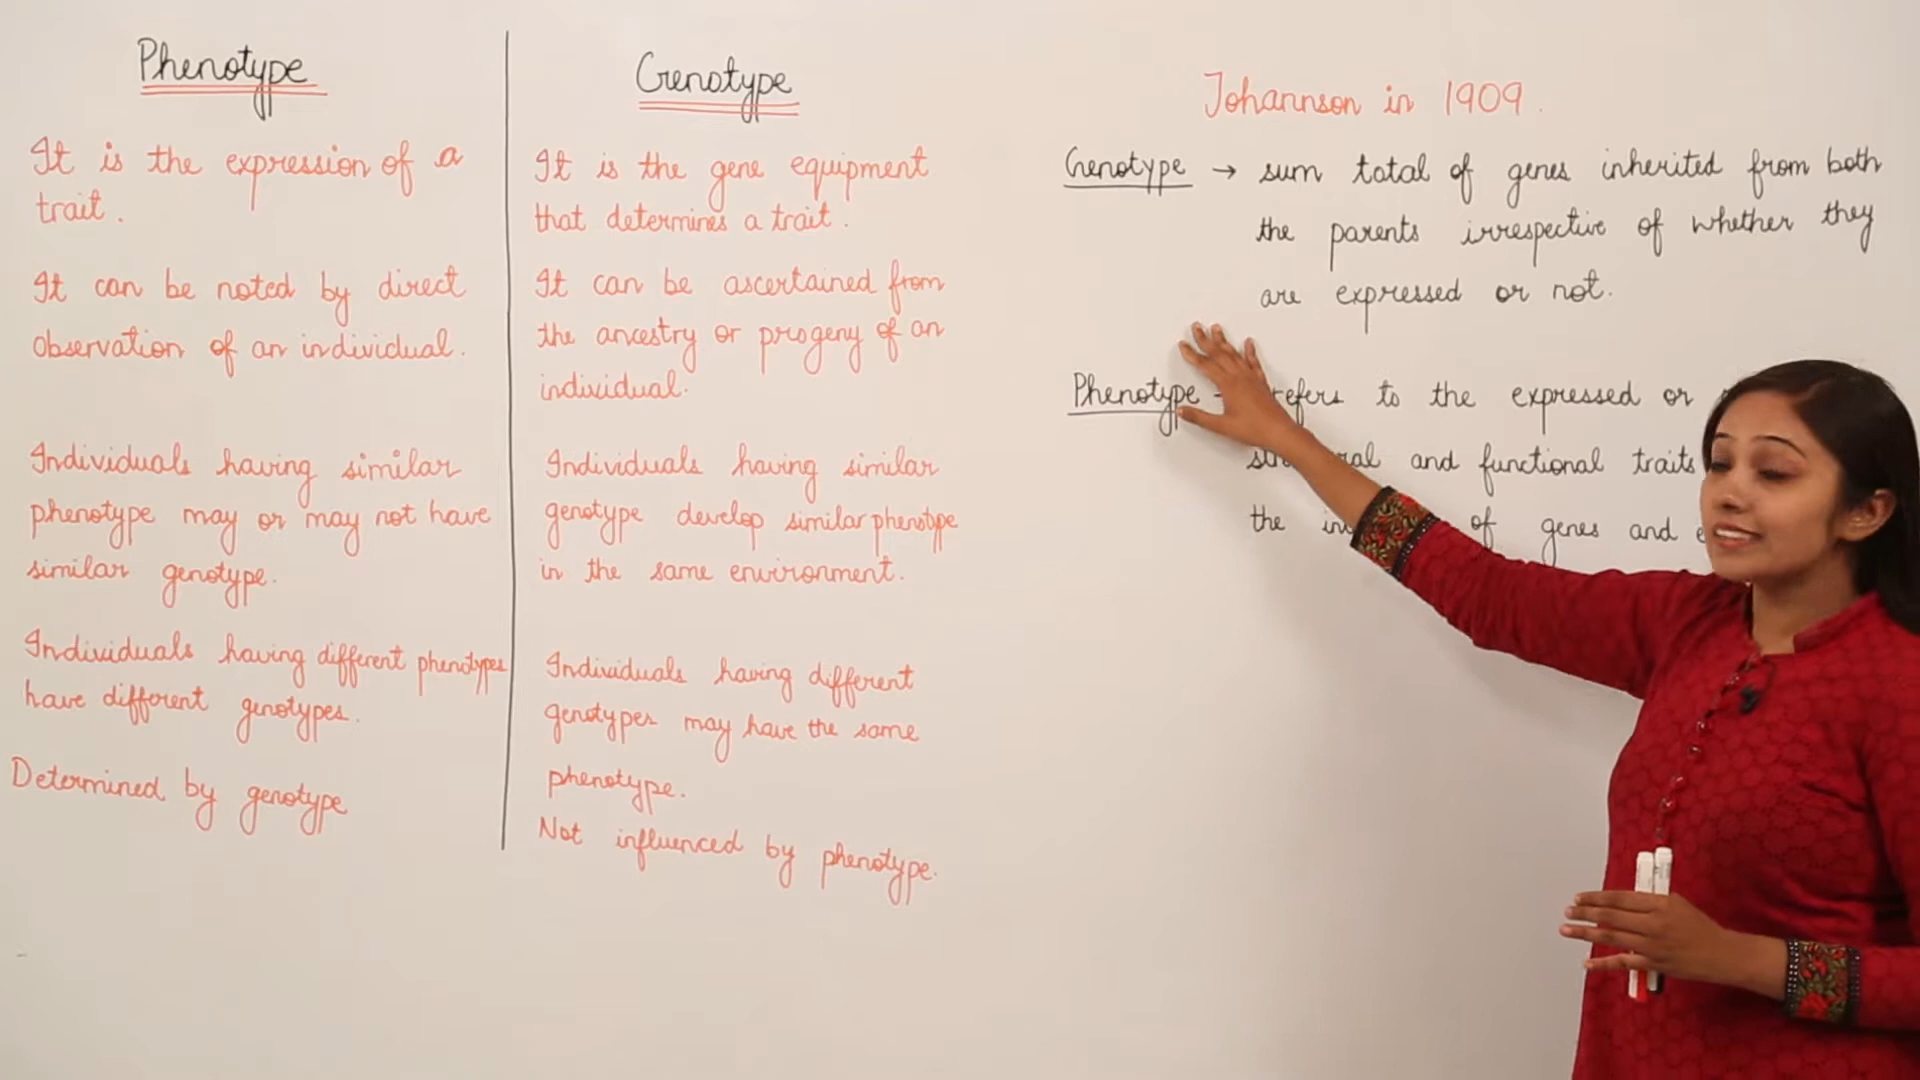 Phenotype
It is the expression of a
trait.
It can be noted by direct
observation of an individual.
Individuals having similar
phenotype may or may not have
similar genotype.
Individuals having different phenotypes
have different genotypes.
Determined by genotype
Genotype
It is the gene equipment
that determines a trait.
It can be ascertained from
the ancestry or progeny of an
individual.
Individuals having similar
genotype develop similar phenotype
in the same environment.
Individuals having different
genotypes may have the same
phenotype.
Not influenced by phenotype.
Johannson in 1909.
Genotype → sum total of genes inherited from both
the parents irrespective of whether they
are expressed or not.
Phenotype refers to the expressed or
and functional traits
the of genes and